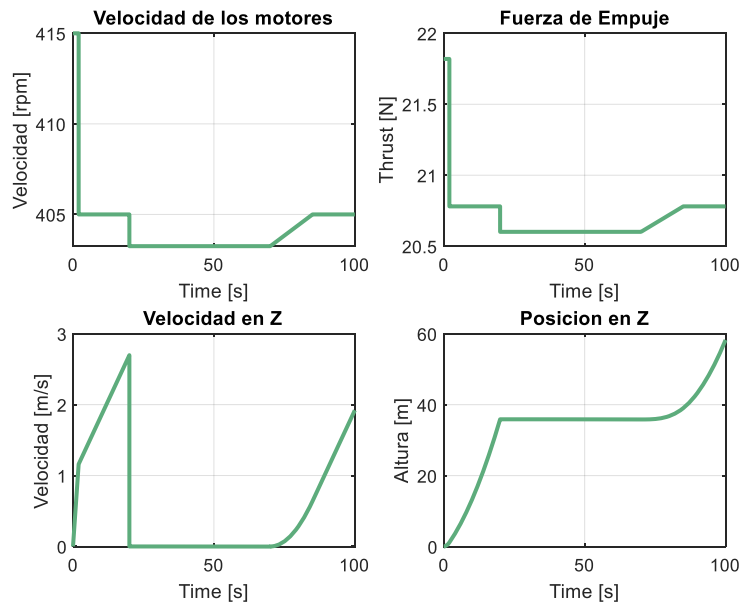 Velocidad de los motores
415
410
405
Velocidad [rpm]
0
50
100
Time [s]
Fuerza de Empuje
22
21.5
21
20.5
Thrust [N]
0
50
100
Time [s]
Velocidad en Z
3
2
1
0
Velocidad [m/s]
0
50
100
Time [s]
Posicion en Z
60
40
20
0
Altura [m]
0
50
100
Time [s]